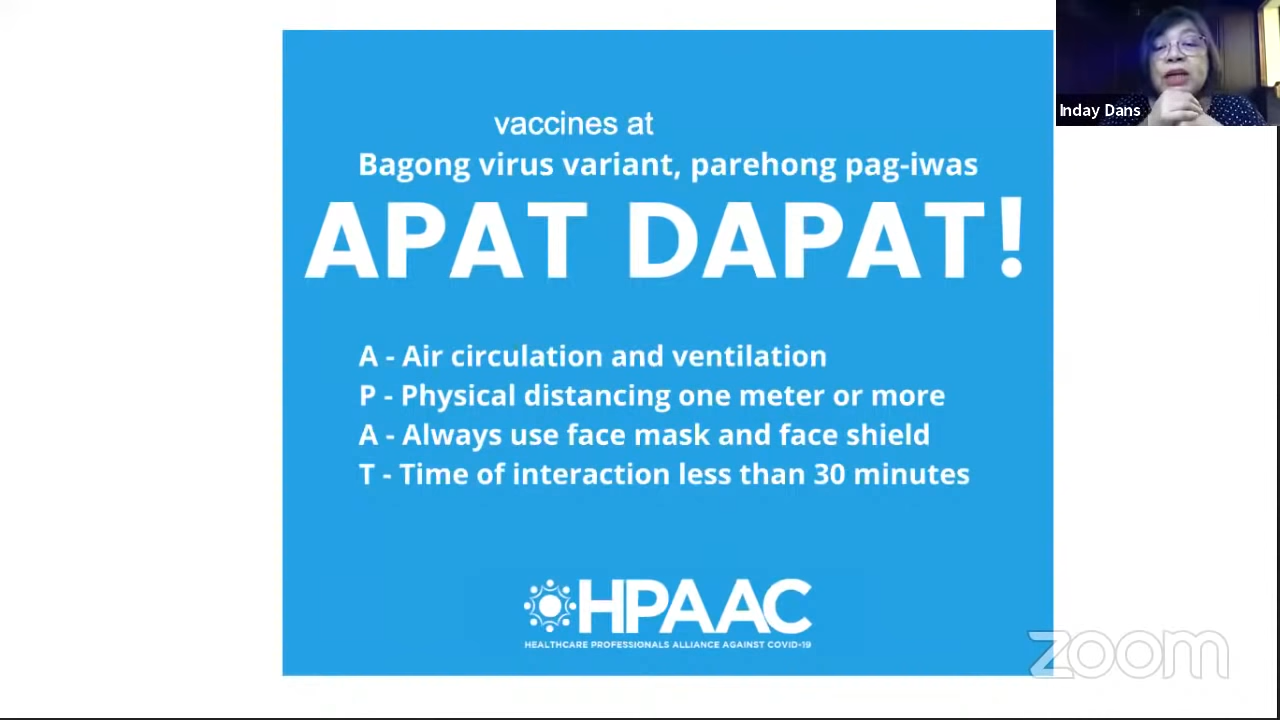 vaccines at
Bagong virus variant, parehong pag-iwas
APAT DAPAT!
A - Air circulation and ventilation
P - Physical distancing one meter or more
A - Always use face mask and face shield
T - Time of interaction less than 30 minutes
HPAAC
HEALTHCARE PROFESSIONALS ALLIANCE AGAINST COVID-19
Inday Dans
zoom